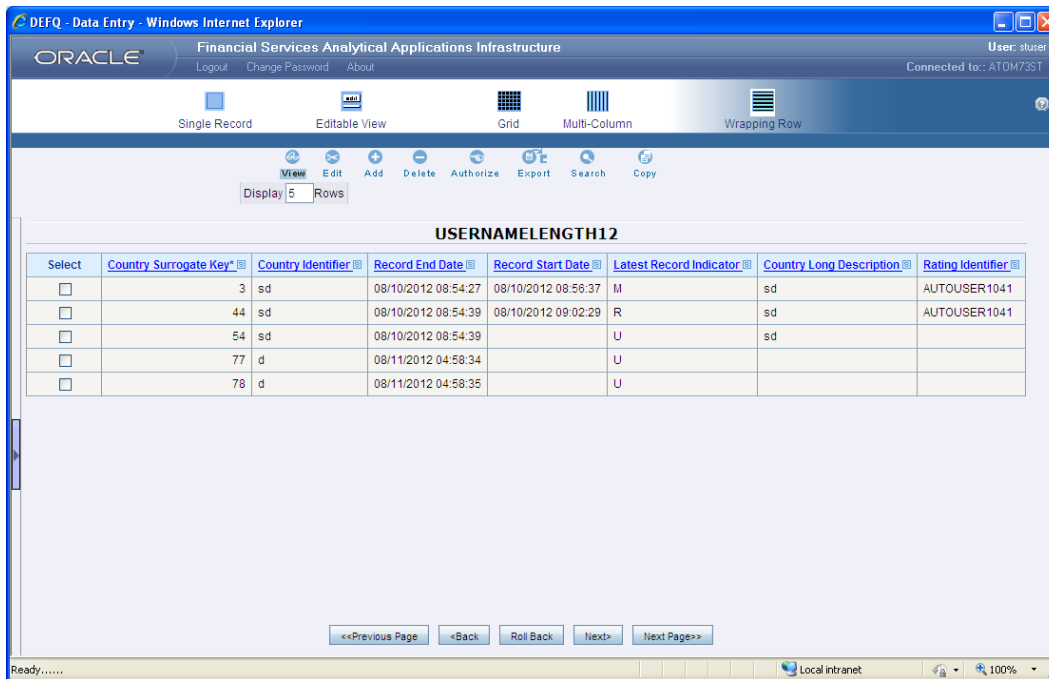 DEFQ - Data Entry - Windows Internet Explorer
ORACLE
Financial Services Analytical Applications Infrastructure
User: stuser
Logout Change Password About
Connected to:: ATOM73ST
Single Record Editable View Grid Multi-Column Wrapping Row
View Edit Add Delete Authorize Export Search Copy
Display 5 Rows
USERNAMELENGTH12
Select Country Surrogate Key* Country Identifier Record End Date Record Start Date Latest Record Indicator Country Long Description Rating Identifier
3 sd 08/10/2012 08:54:27 08/10/2012 08:56:37 M sd AUTOUSER1041
44 sd 08/10/2012 08:54:39 08/10/2012 09:02:29 R sd AUTOUSER1041
54 sd 08/10/2012 08:54:39 U sd
77 d 08/11/2012 04:58:34 U
78 d 08/11/2012 04:58:35 U
<<Previous Page <Back Roll Back Next> Next Page>>
Ready...... Local intranet 100%